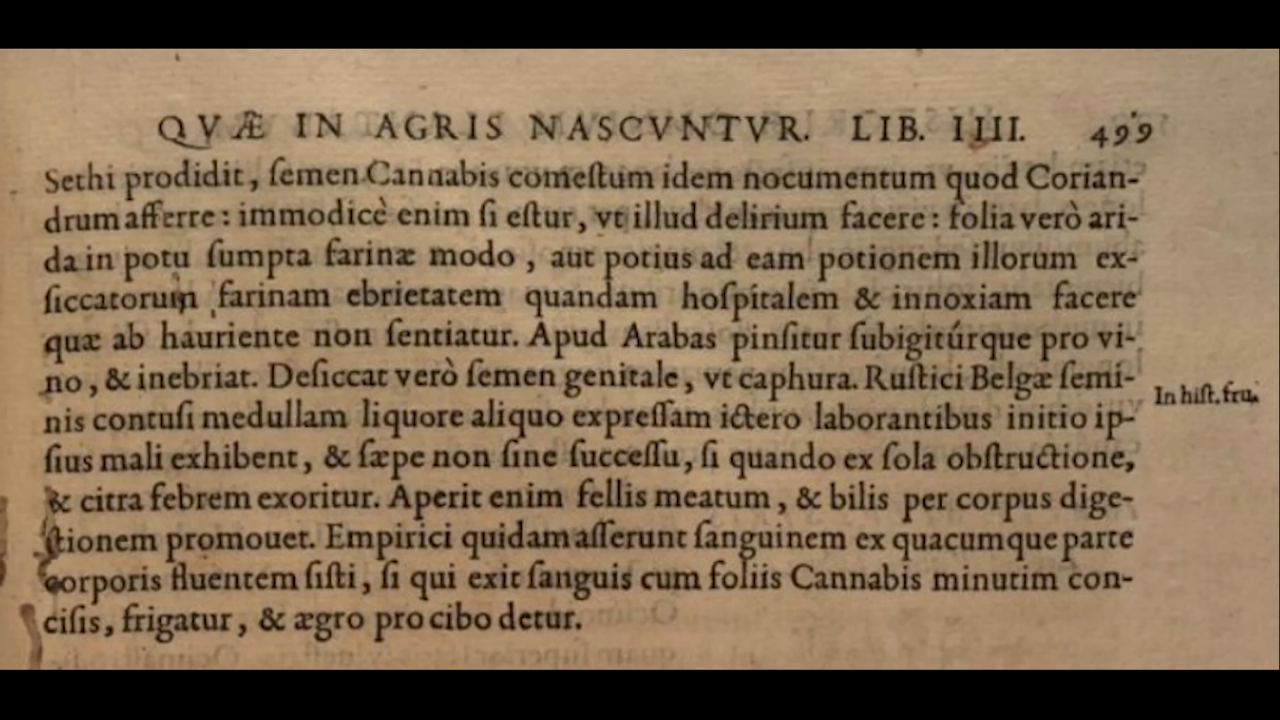 QVÆ IN AGRIS NASCVNTVR. LIB. IIII. 499
Sethi prodidit, ſemen Cannabis comeſtum idem nocumentum quod Corian-
drum afferre: immodicè enim ſi eſtur, vt illud delirium facere: folia verò ari-
da in potu ſumpta farinæ modo, aut potius ad eam potionem illorum ex-
ſiccatorum farinam ebrietatem quandam hoſpitalem & innoxiam facere
quæ ab hauriente non ſentiatur. Apud Arabas pinſitur ſubigitúrque pro vi-
no, & inebriat. Deſiccat verò ſemen genitale, vt caphura. Ruſtici Belgæ ſemi-
In hiſt. fru.
nis contuſi medullam liquore aliquo expreſſam ictero laborantibus initio ip-
ſius mali exhibent, & ſæpe non ſine ſucceſſu, ſi quando ex ſola obſtructione,
& citra febrem exoritur. Aperit enim fellis meatum, & bilis per corpus dige-
ſtionem promouet. Empirici quidam aſſerunt ſanguinem ex quacumque parte
corporis fluentem ſiſti, ſi qui exit ſanguis cum foliis Cannabis minutim con-
ciſis, frigatur, & ægro pro cibo detur.